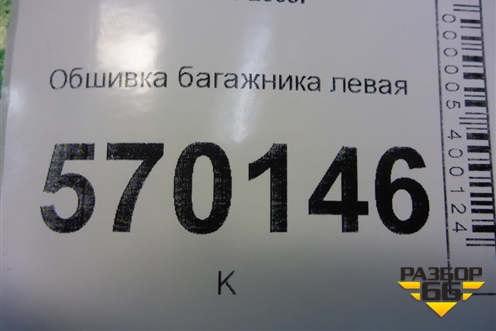 Обшивка багажника левая
570146
К
000005400124
РАЗБОР
66